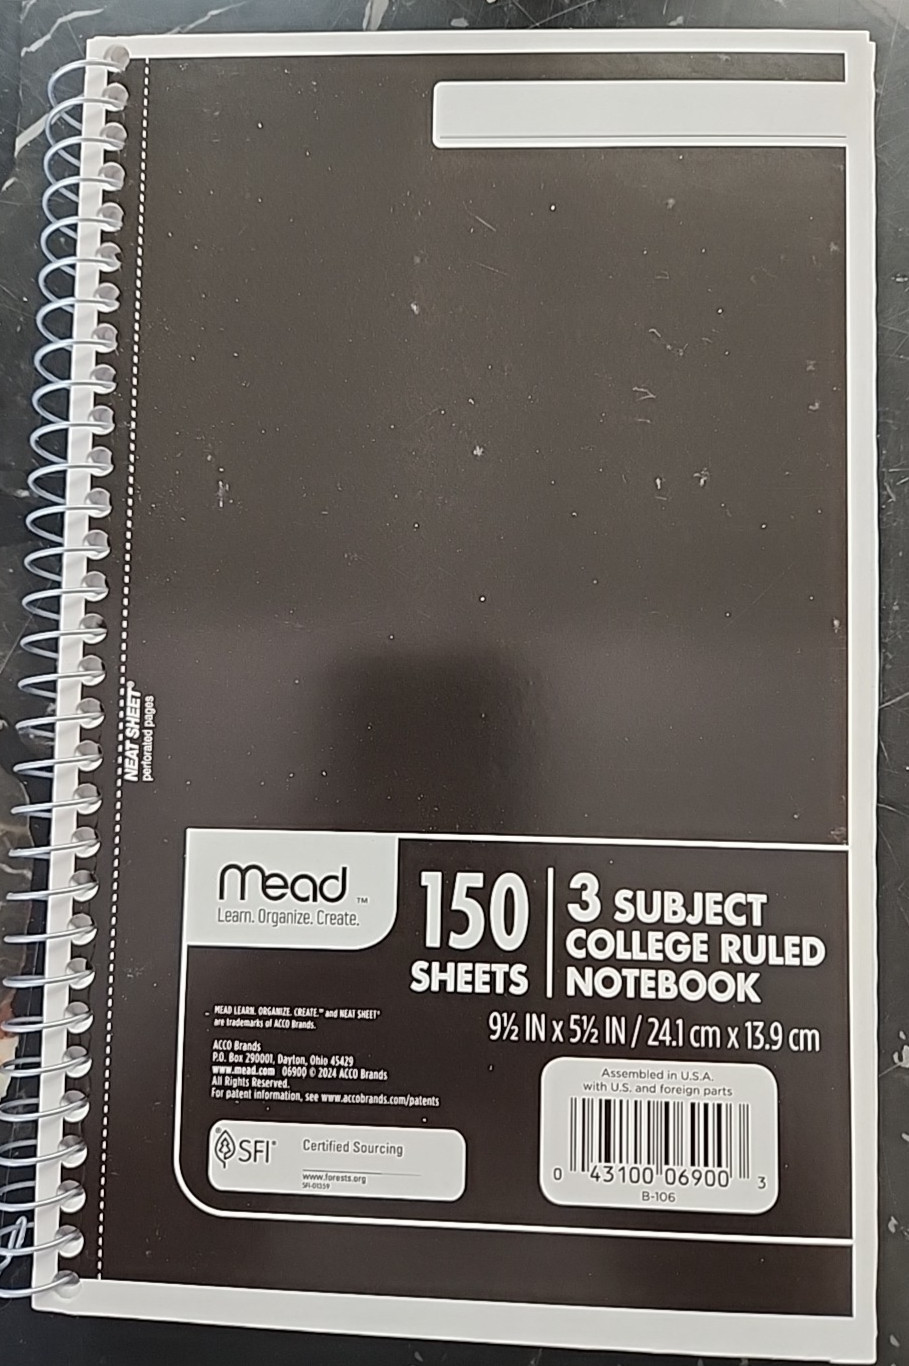 NEAT SHEET®
perforated pages
mead™
Learn. Organize. Create.
150
SHEETS
3 SUBJECT
COLLEGE RULED
NOTEBOOK
9½ IN x 5½ IN / 24.1 cm x 13.9 cm
MEAD LEARN. ORGANIZE. CREATE.™ and NEAT SHEET®
are trademarks of ACCO Brands.
ACCO Brands
P.O. Box 290001, Dayton, Ohio 45429
www.mead.com 06900 © 2024 ACCO Brands
All Rights Reserved.
For patent information, see www.accobrands.com/patents
SFI®
Certified Sourcing
www.forests.org
SFI-01359
Assembled in U.S.A.
with U.S. and foreign parts
0 43100 06900 3
B-106